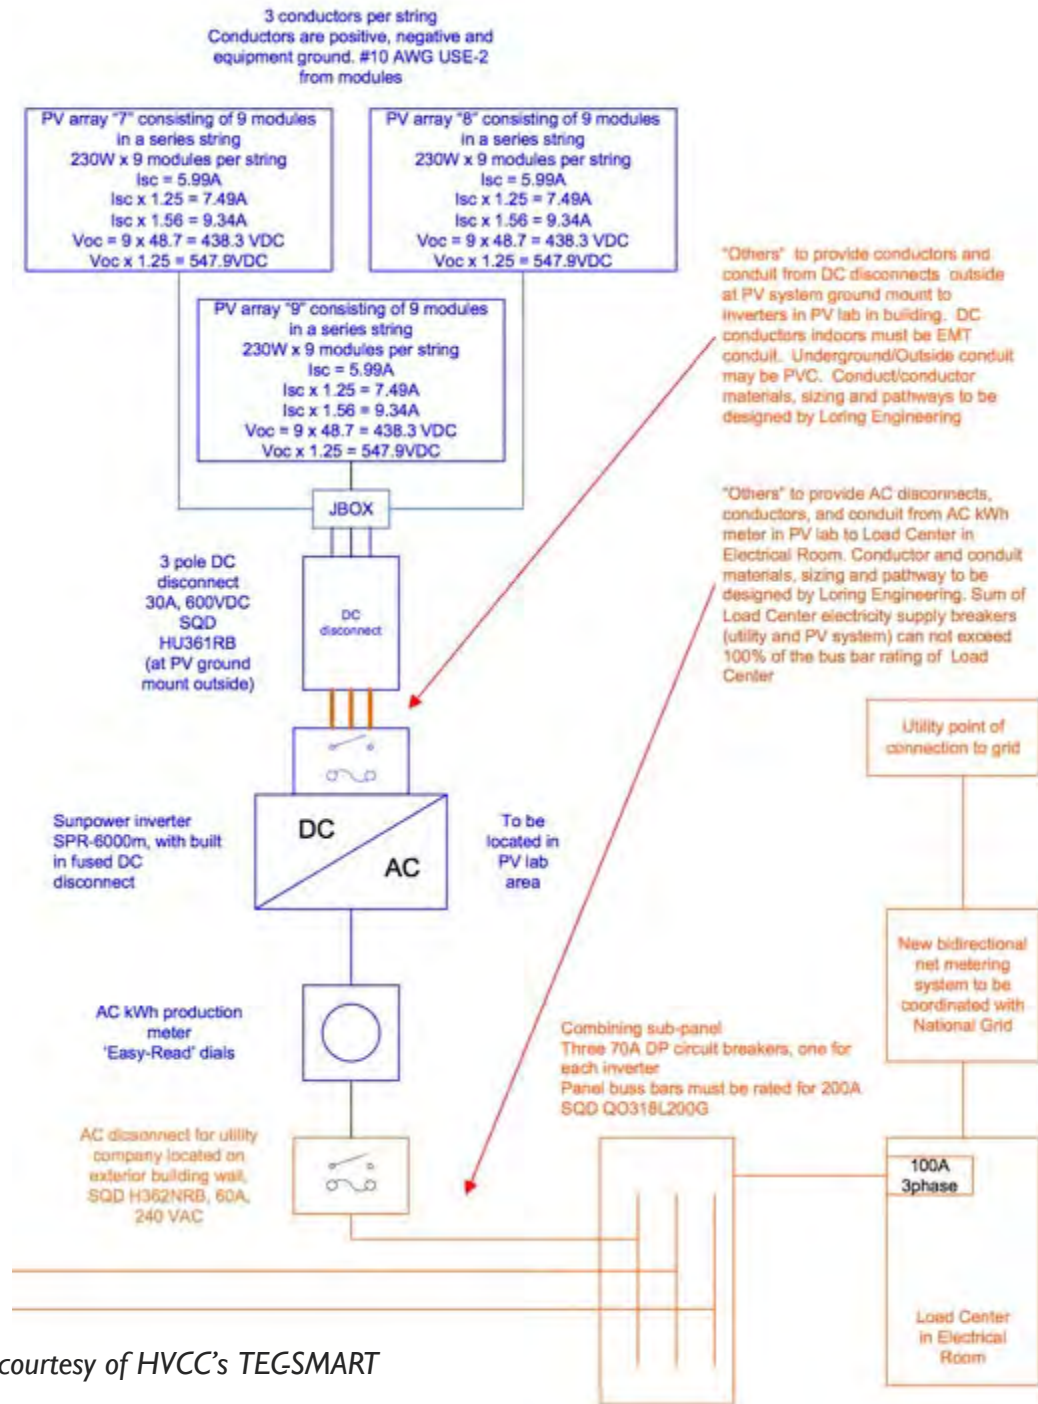 3 conductors per string
Conductors are positive, negative and
equipment ground. #10 AWG USE-2
from modules
PV array "7" consisting of 9 modules
in a series string
230W x 9 modules per string
Isc = 5.99A
Isc x 1.25 = 7.49A
Isc x 1.56 = 9.34A
Voc = 9 x 48.7 = 438.3 VDC
Voc x 1.25 = 547.9VDC
PV array "8" consisting of 9 modules
in a series string
230W x 9 modules per string
Isc = 5.99A
Isc x 1.25 = 7.49A
Isc x 1.56 = 9.34A
Voc = 9 x 48.7 = 438.3 VDC
Voc x 1.25 = 547.9VDC
PV array "9" consisting of 9 modules
in a series string
230W x 9 modules per string
Isc = 5.99A
Isc x 1.25 = 7.49A
Isc x 1.56 = 9.34A
Voc = 9 x 48.7 = 438.3 VDC
Voc x 1.25 = 547.9VDC
"Others" to provide conductors and
conduit from DC disconnects outside
at PV system ground mount to
inverters in PV lab in building. DC
conductors indoors must be EMT
conduit. Underground/Outside conduit
may be PVC. Conduct/conductor
materials, sizing and pathways to be
designed by Loring Engineering
JBOX
3 pole DC
disconnect
30A, 600VDC
SQD
HU361RB
(at PV ground
mount outside)
DC
disconnect
"Others" to provide AC disconnects,
conductors, and conduit from AC kWh
meter in PV lab to Load Center in
Electrical Room. Conductor and conduit
materials, sizing and pathway to be
designed by Loring Engineering. Sum of
Load Center electricity supply breakers
(utility and PV system) can not exceed
100% of the bus bar rating of Load
Center
Utility point of
connection to grid
Sunpower inverter
SPR-6000m, with built
in fused DC
disconnect
DC
AC
To be
located in
PV lab
area
New bidirectional
net metering
system to be
coordinated with
National Grid
AC kWh production
meter
'Easy-Read' dials
Combining sub-panel
Three 70A DP circuit breakers, one for
each inverter
Panel buss bars must be rated for 200A
SQD QO318L200G
AC dicsonnect for utility
company located on
exterior building wall,
SQD H362NRB, 60A,
240 VAC
100A
3phase
Load Center
in Electrical
Room
courtesy of HVCC's TEC-SMART